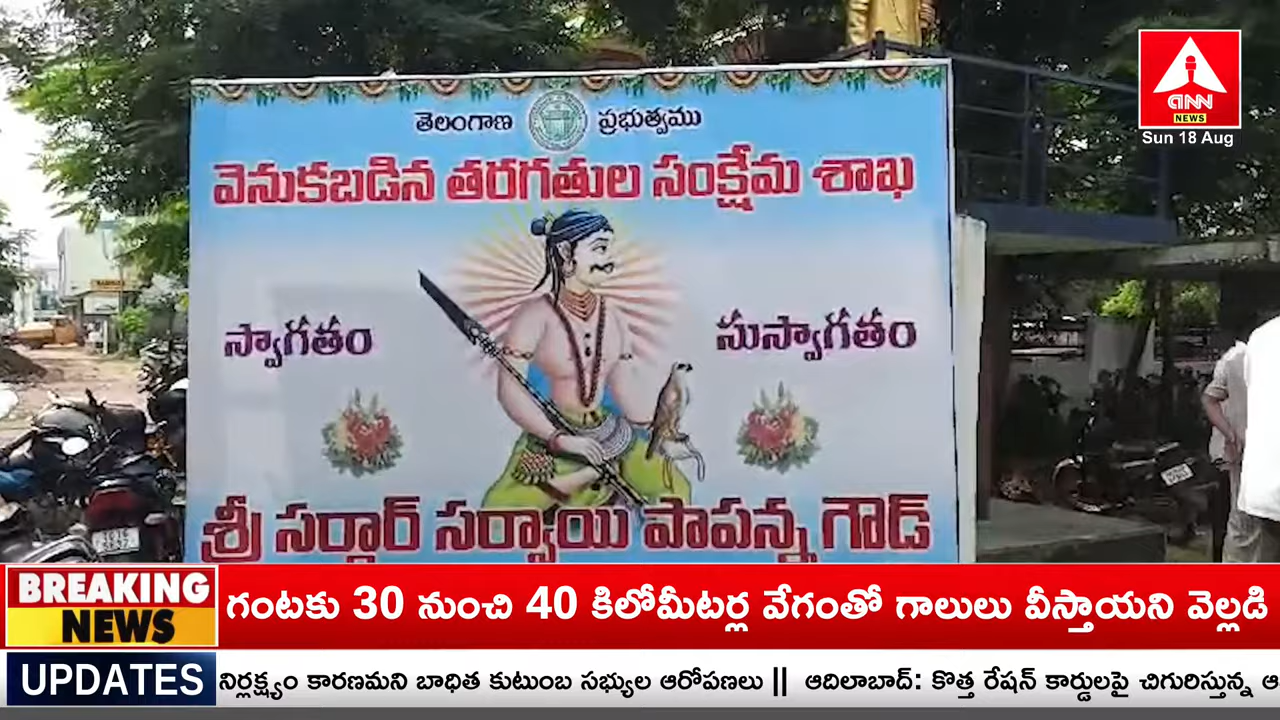 తెలంగాణ ప్రభుత్వము
వెనుకబడిన తరగతుల సంక్షేమ శాఖ
స్వాగతం సుస్వాగతం
శ్రీ సర్దార్ సర్వాయి పాపన్న గౌడ్
ANN
NEWS
Sun 18 Aug
BREAKING
NEWS
గంటకు 30 నుంచి 40 కిలోమీటర్ల వేగంతో గాలులు వీస్తాయని వెల్లడి
UPDATES
నిర్లక్ష్యం కారణమని బాధిత కుటుంబ సభ్యుల ఆరోపణలు || ఆదిలాబాద్: కొత్త రేషన్ కార్డులపై చిగురిస్తున్న ఆ